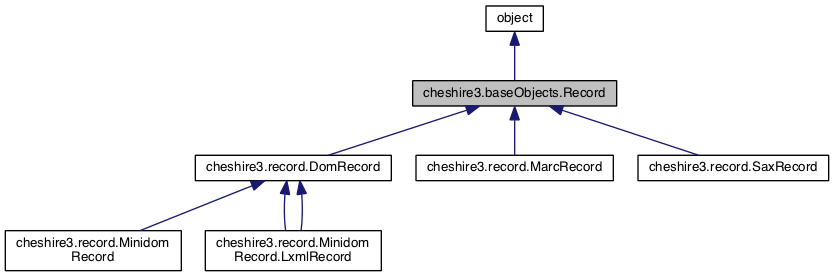 object
cheshire3.baseObjects.Record
cheshire3.record.DomRecord
cheshire3.record.MarcRecord
cheshire3.record.SaxRecord
cheshire3.record.Minidom
Record
cheshire3.record.Minidom
Record.LxmlRecord